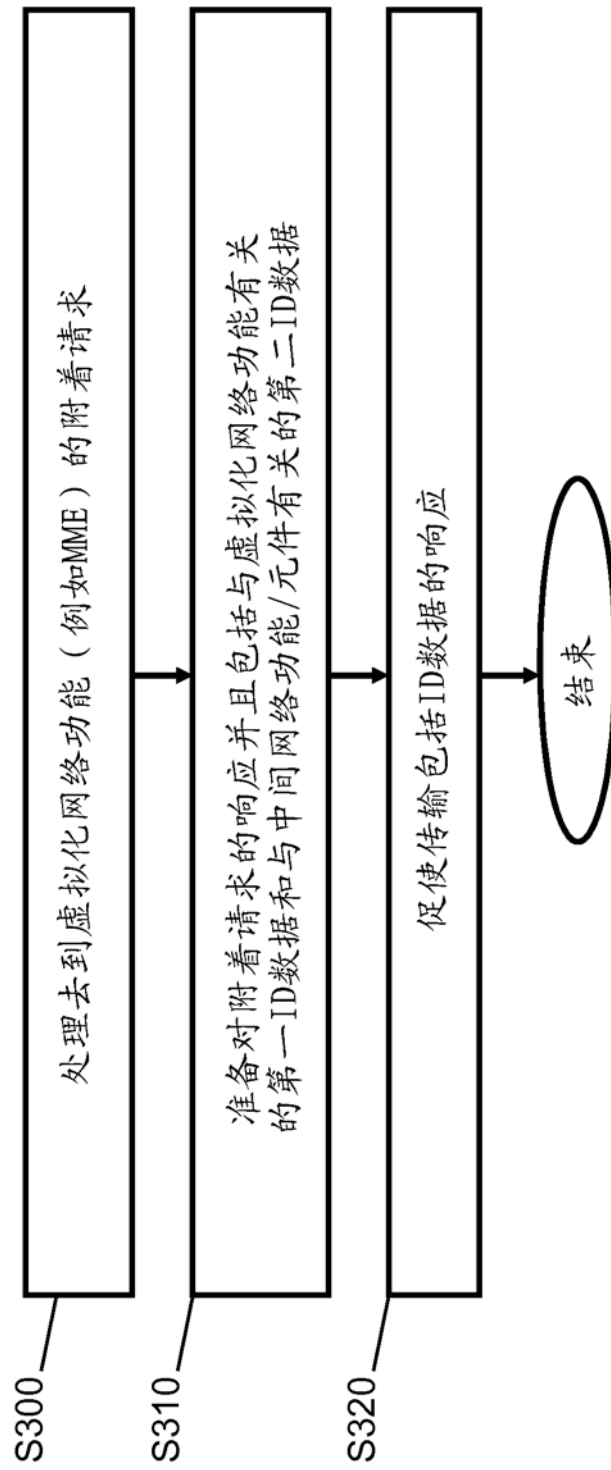 S300
处理去到虚拟化网络功能（例如MME）的附着请求
S310
准备对附着请求的响应并且包括与虚拟化网络功能有关
的第一ID数据和与中间网络功能/元件有关的第二ID数据
S320
促使传输包括ID数据的响应
结束